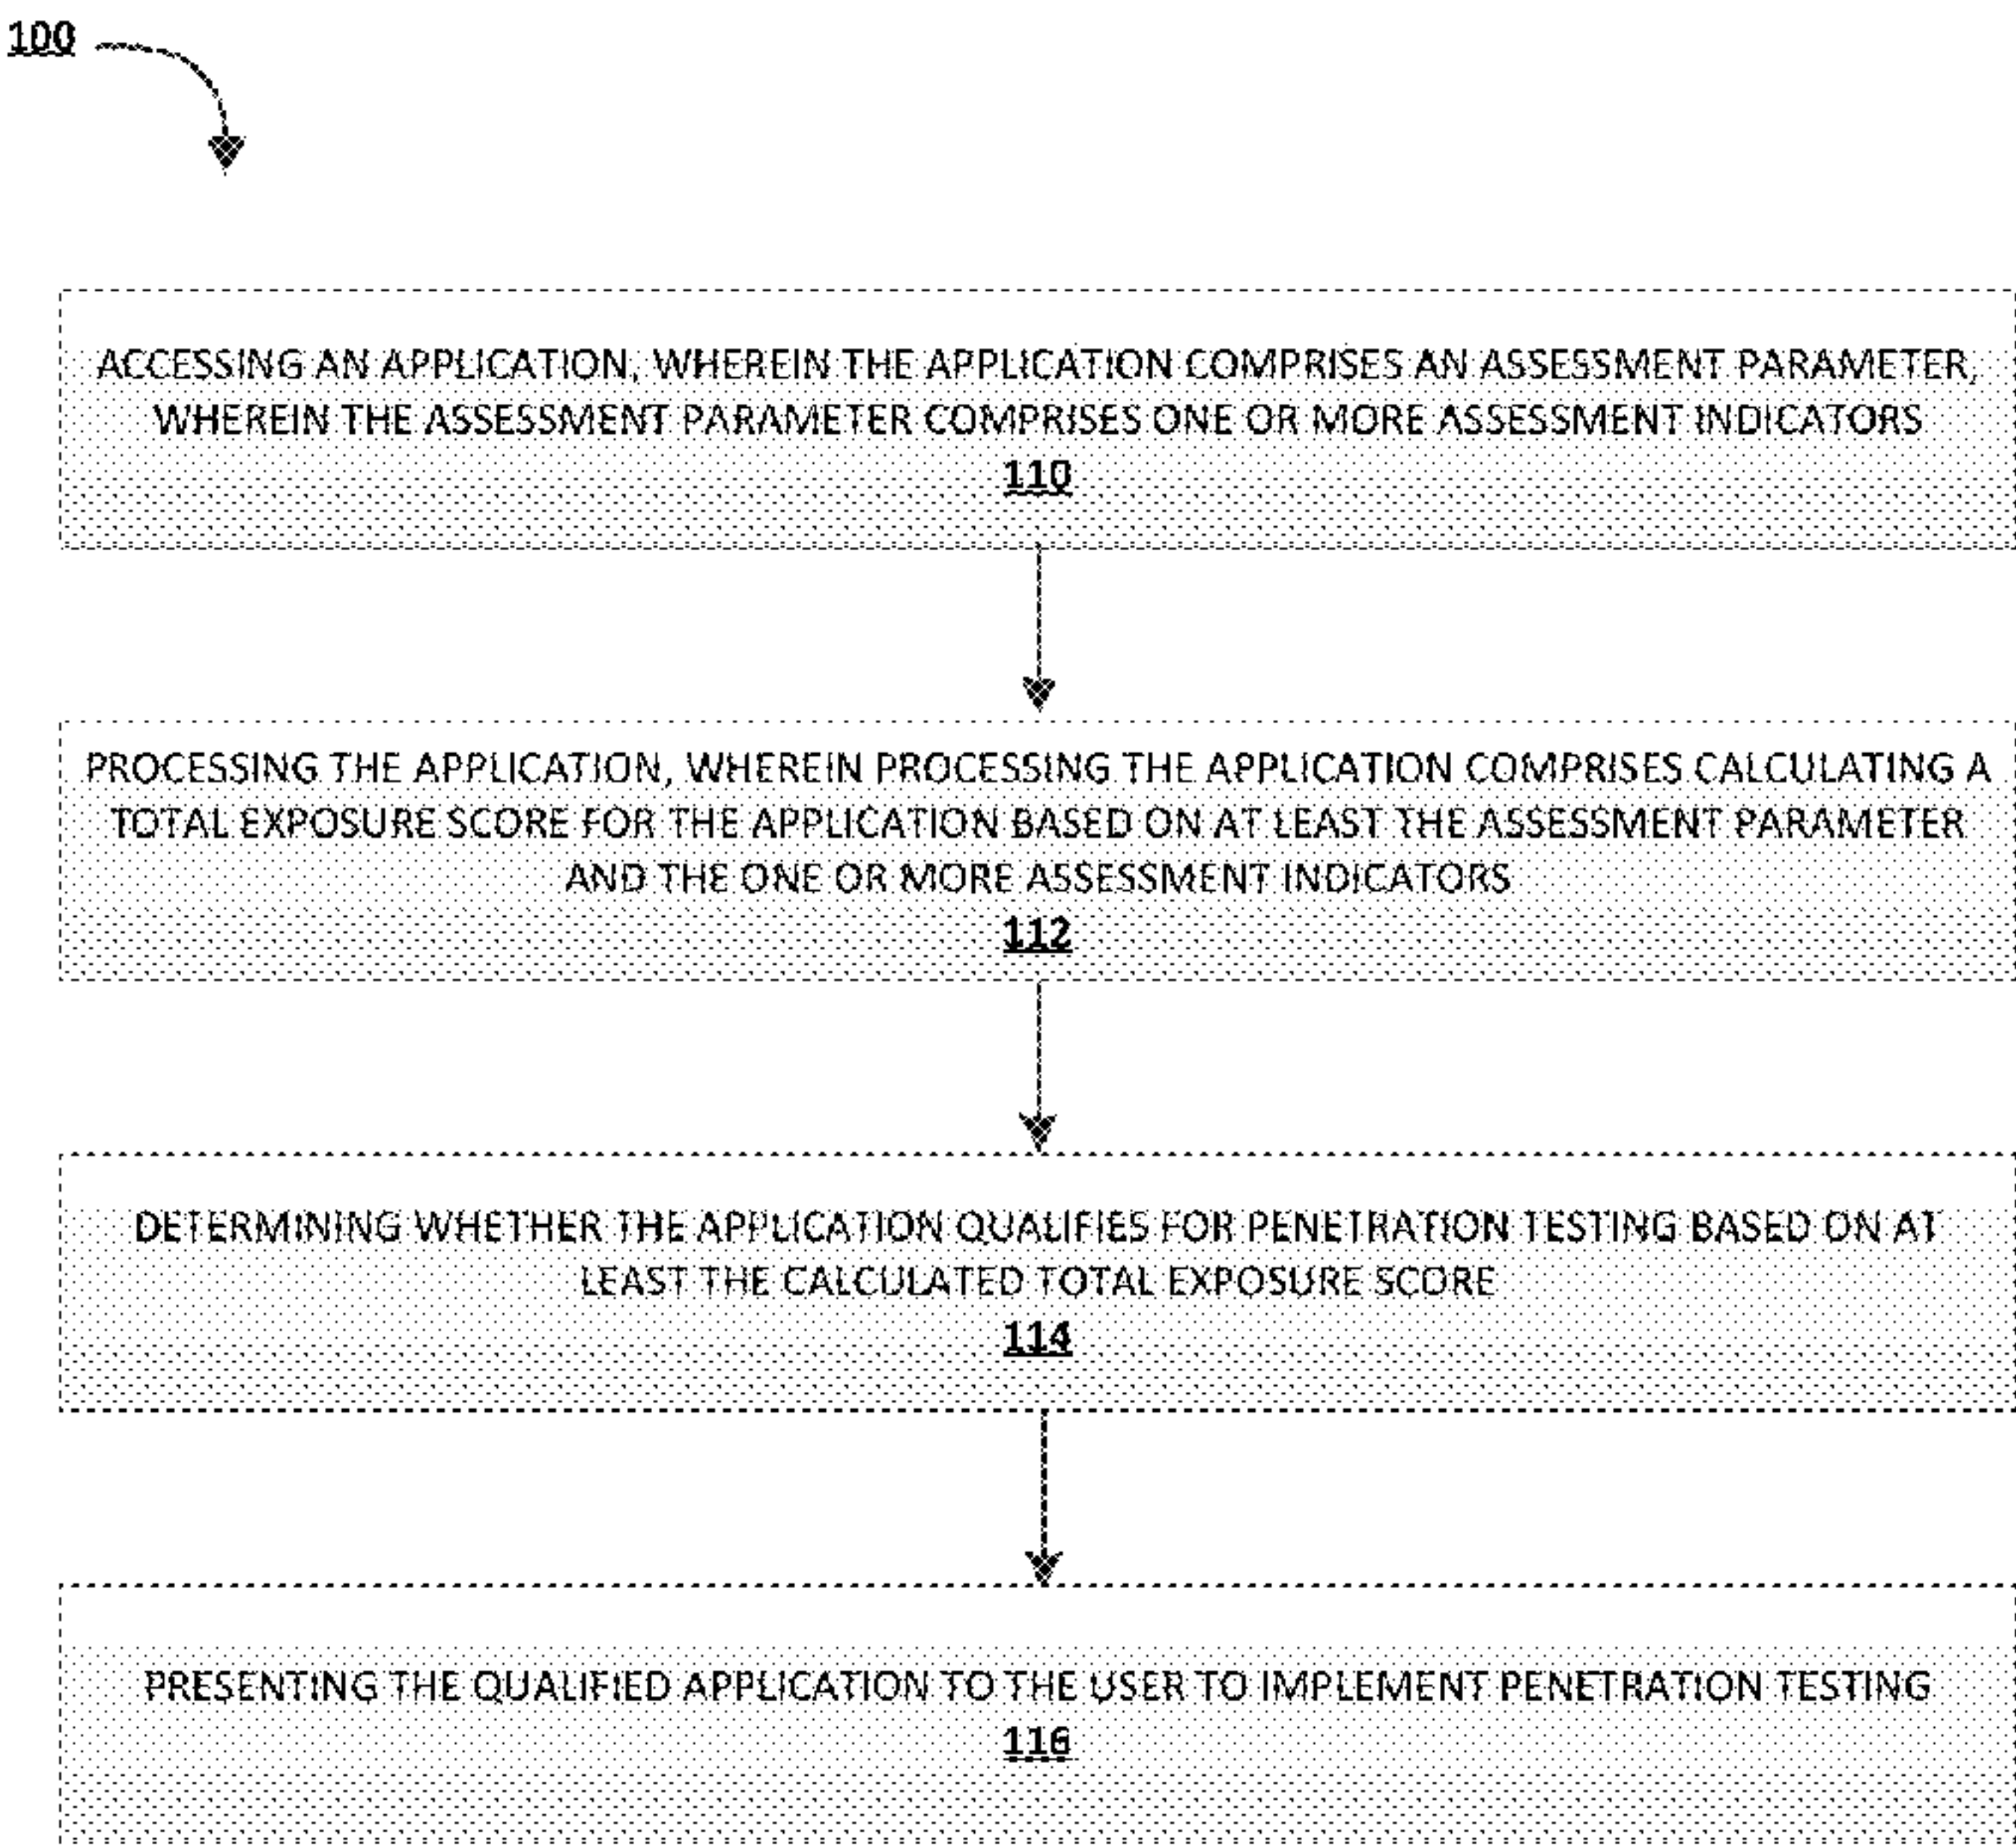 100
ACCESSING AN APPLICATION, WHEREIN THE APPLICATION COMPRISES AN ASSESSMENT PARAMETER,
WHEREIN THE ASSESSMENT PARAMETER COMPRISES ONE OR MORE ASSESSMENT INDICATORS
110
PROCESSING THE APPLICATION, WHEREIN PROCESSING THE APPLICATION COMPRISES CALCULATING A
TOTAL EXPOSURE SCORE FOR THE APPLICATION BASED ON AT LEAST THE ASSESSMENT PARAMETER
AND THE ONE OR MORE ASSESSMENT INDICATORS
112
DETERMINING WHETHER THE APPLICATION QUALIFIES FOR PENETRATION TESTING BASED ON AT
LEAST THE CALCULATED TOTAL EXPOSURE SCORE
114
PRESENTING THE QUALIFIED APPLICATION TO THE USER TO IMPLEMENT PENETRATION TESTING
116